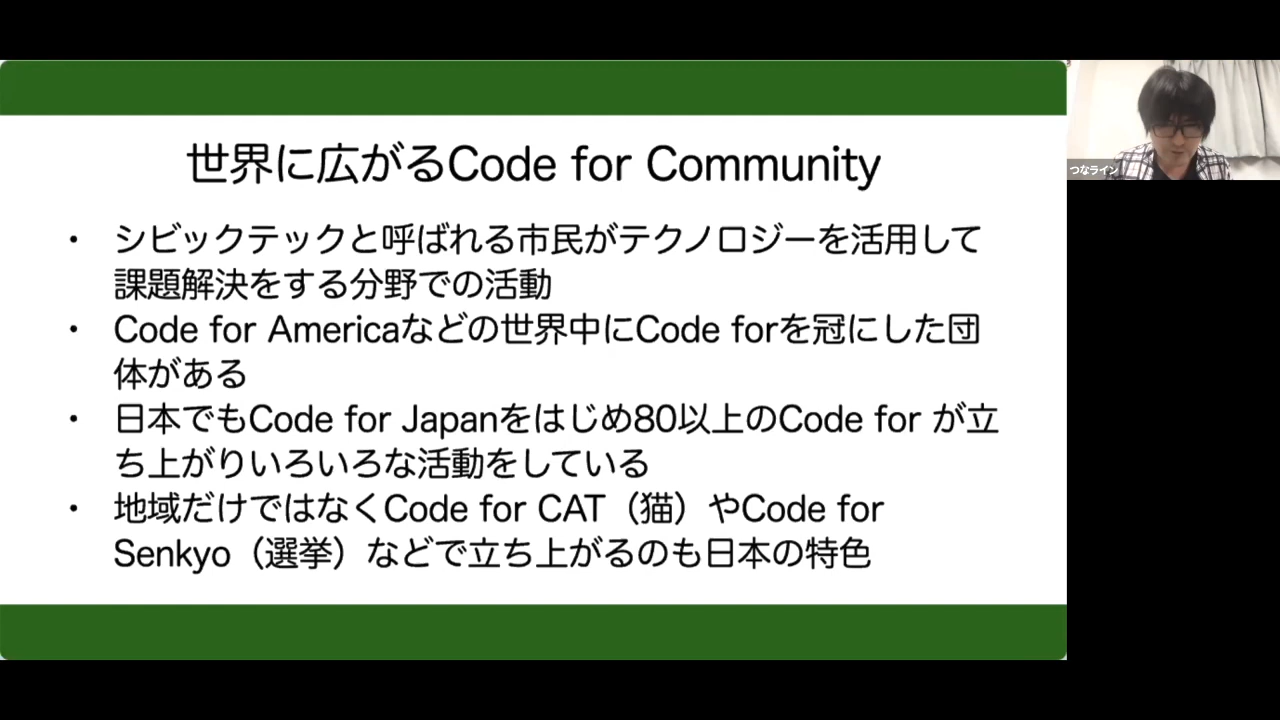 世界に広がるCode for Community
・ シビックテックと呼ばれる市民がテクノロジーを活用して
課題解決をする分野での活動
・ Code for Americaなどの世界中にCode forを冠にした団
体がある
・ 日本でもCode for Japanをはじめ80以上のCode for が立
ち上がりいろいろな活動をしている
・ 地域だけではなくCode for CAT（猫）やCode for
Senkyo（選挙）などで立ち上がるのも日本の特色
つなライン